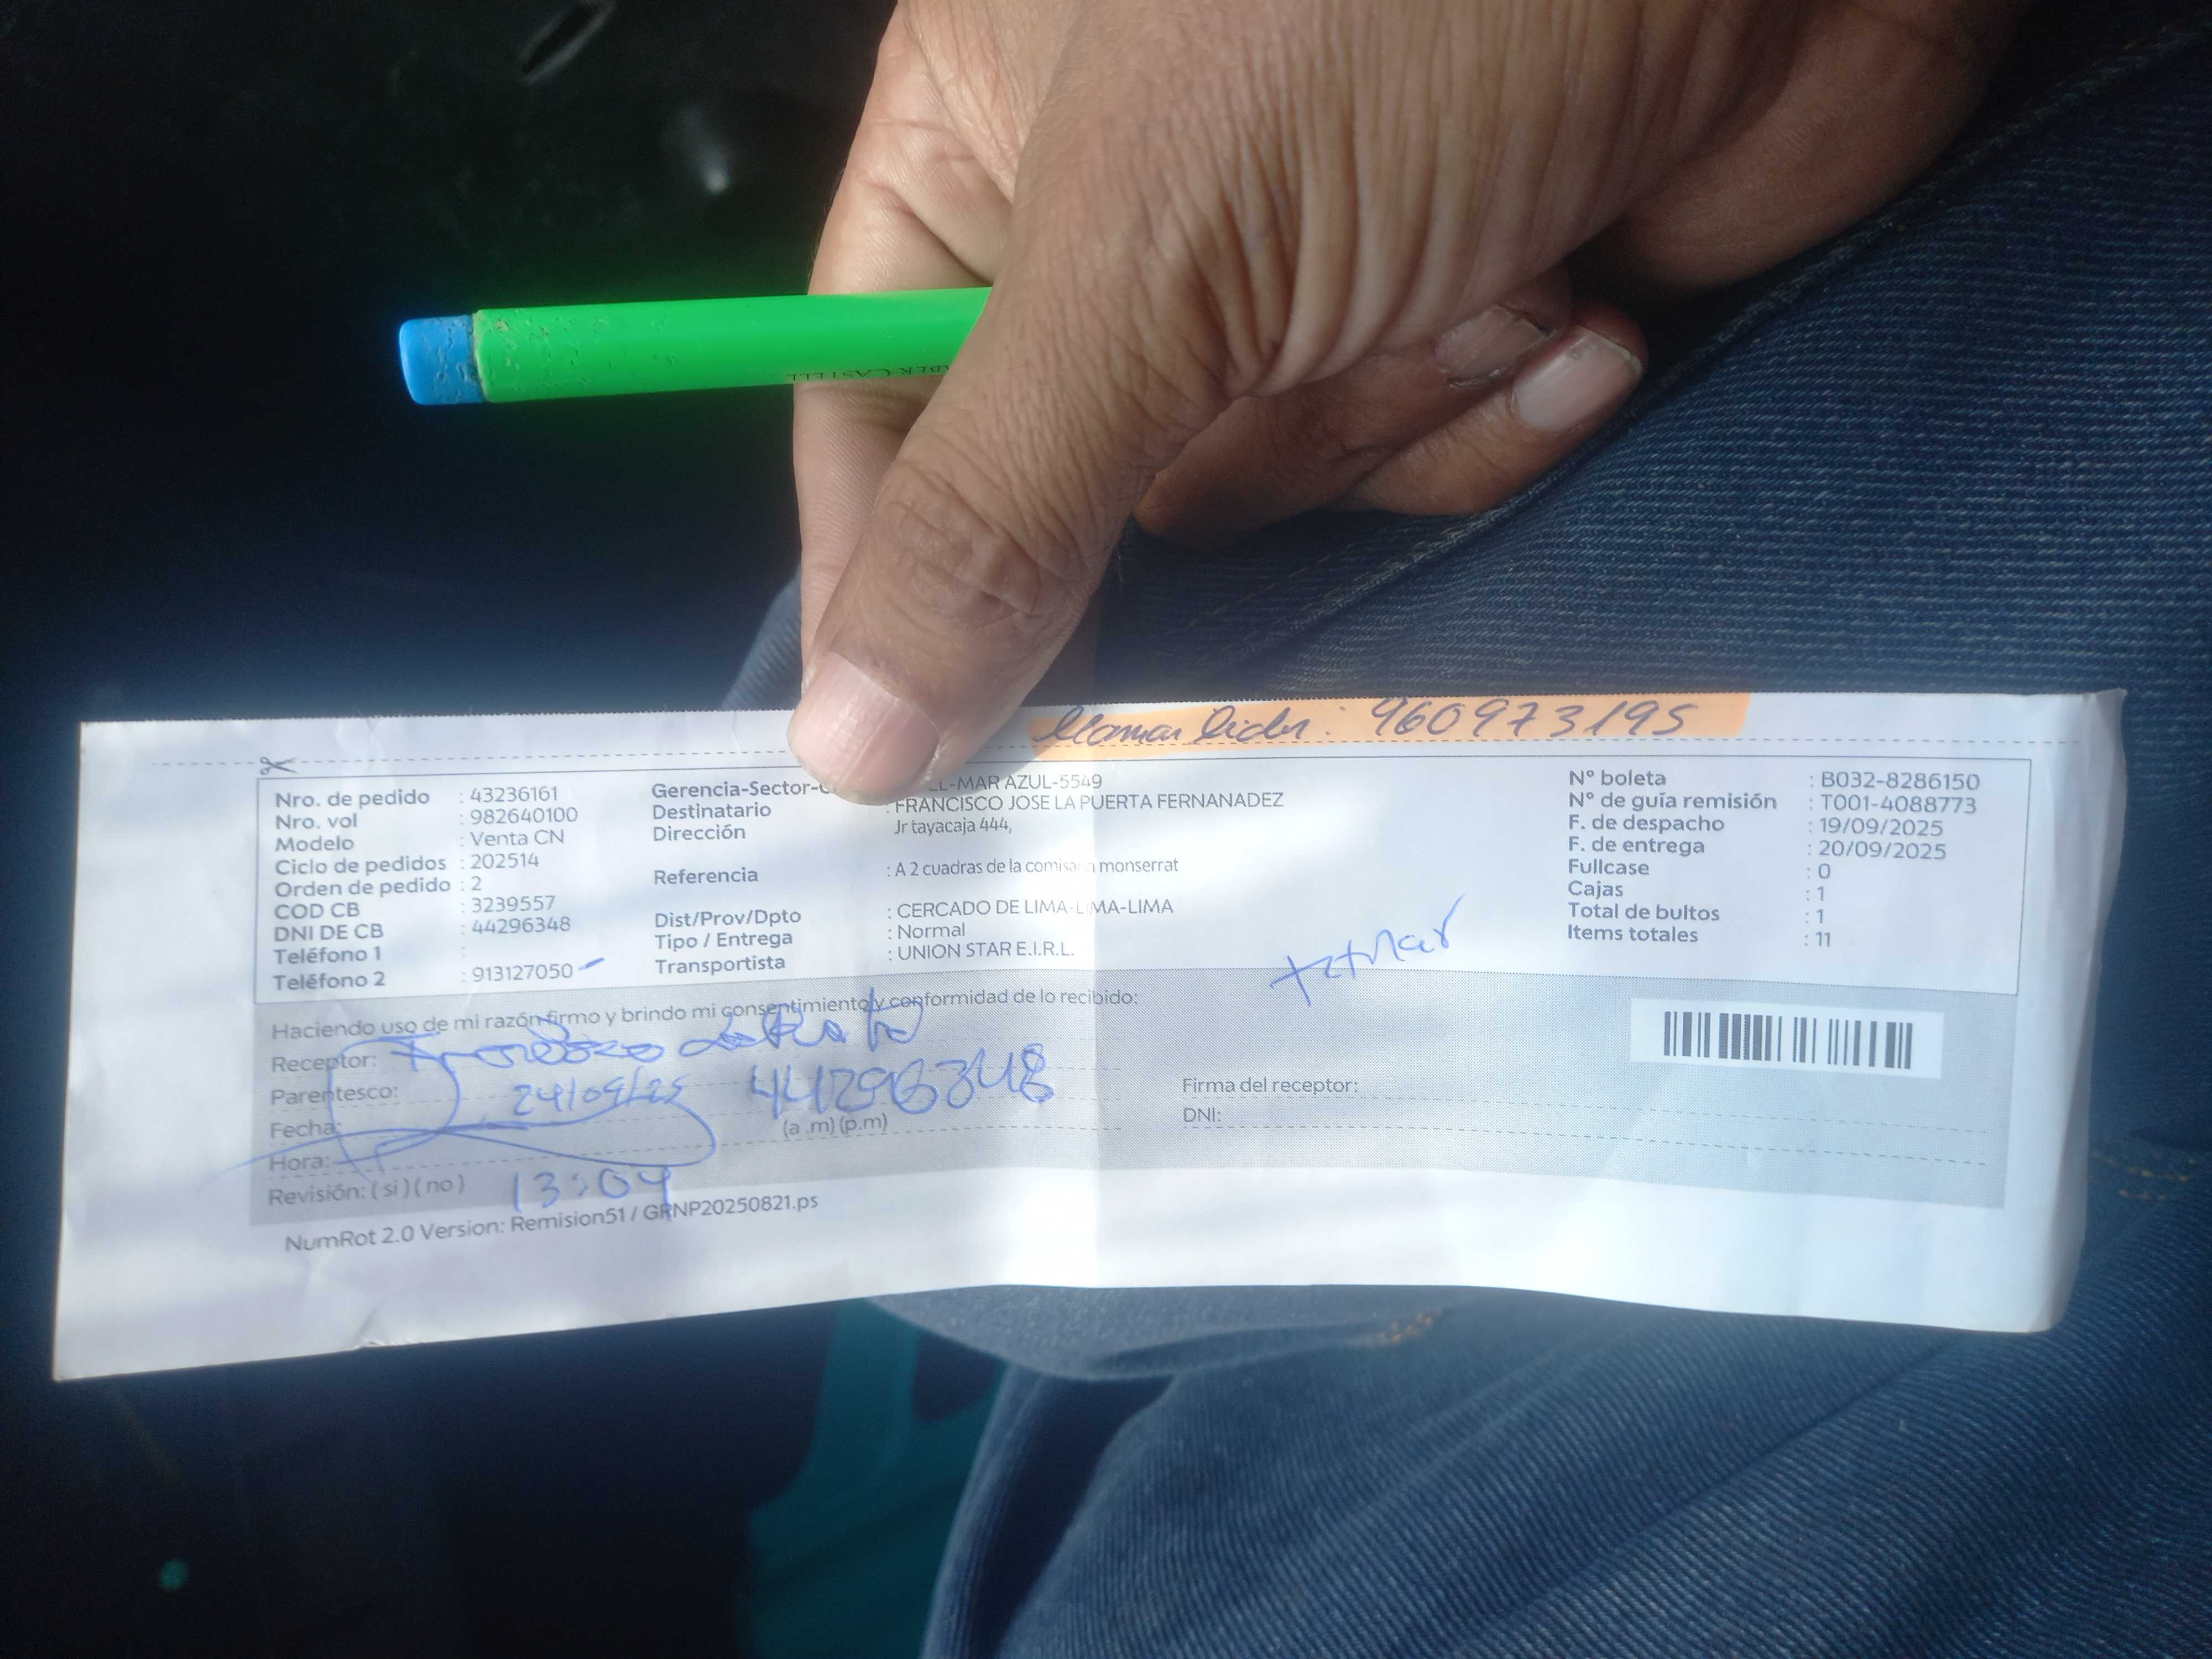 ABER CASTELL
llamar lider: 960973195
Nro. de pedido : 43236161
Nro. vol : 982640100
Modelo : Venta CN
Ciclo de pedidos : 202514
Orden de pedido : 2
COD CB : 3239557
DNI DE CB : 44296348
Teléfono 1 :
Teléfono 2 : 913127050
Gerencia-Sector- EL-MAR AZUL-5549
Destinatario : FRANCISCO JOSE LA PUERTA FERNANADEZ
Dirección Jr tayacaja 444,
Referencia : A 2 cuadras de la comisaria monserrat
Dist/Prov/Dpto : CERCADO DE LIMA-LIMA-LIMA
Tipo / Entrega : Normal
Transportista : UNION STAR E.I.R.L.
N° boleta : B032-8286150
N° de guía remisión : T001-4088773
F. de despacho : 19/09/2025
F. de entrega : 20/09/2025
Fullcase : 0
Cajas : 1
Total de bultos : 1
Items totales : 11
Haciendo uso de mi razón firmo y brindo mi consentimiento y conformidad de lo recibido:
Receptor:
Parentesco: 24/09/25 44296348
Fecha: (a .m) (p.m)
Hora:
Revisión: ( si ) ( no ) 13:04
Firma del receptor:
DNI:
NumRot 2.0 Version: Remision51 / GRNP20250821.ps